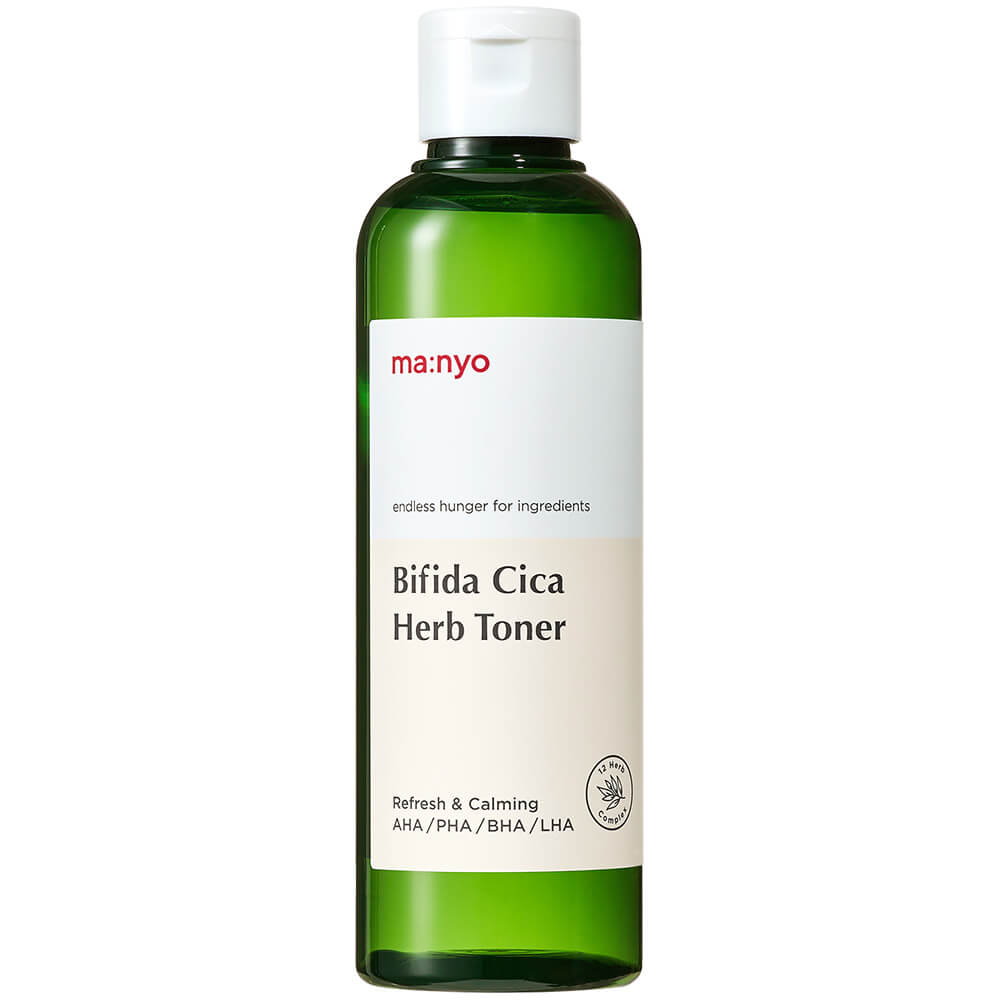 ma:nyo
endless hunger for ingredients
Bifida Cica
Herb Toner
Refresh & Calming
AHA/PHA/BHA/LHA
12 Herb
Complex